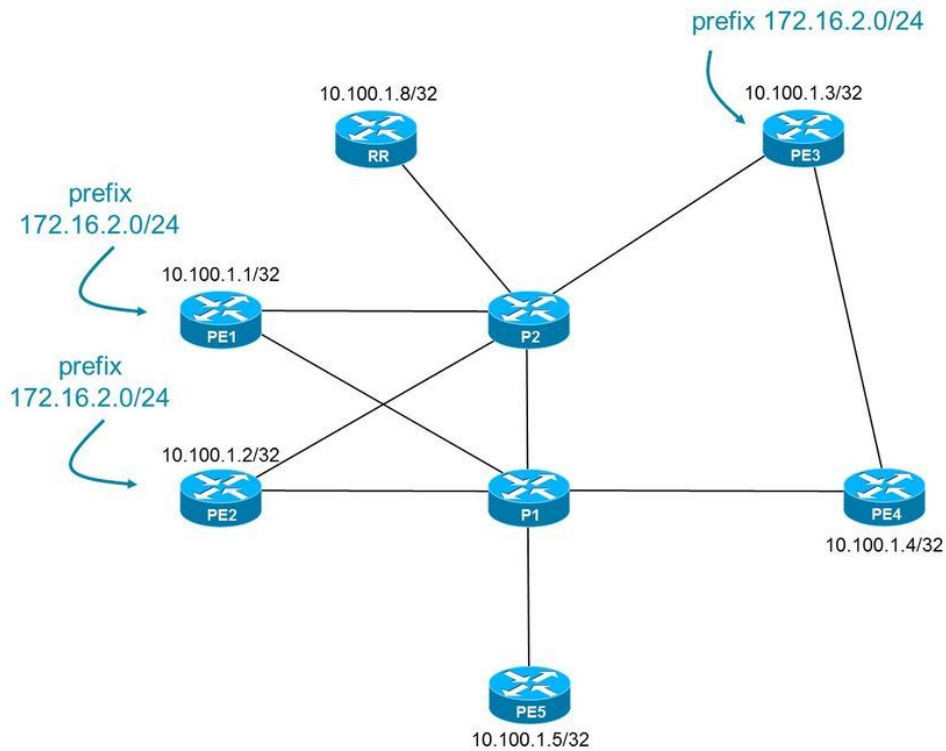 prefix 172.16.2.0/24
10.100.1.8/32
RR
10.100.1.3/32
PE3
prefix
172.16.2.0/24
10.100.1.1/32
PE1
P2
prefix
172.16.2.0/24
10.100.1.2/32
PE2
P1
PE4
10.100.1.4/32
PE5
10.100.1.5/32